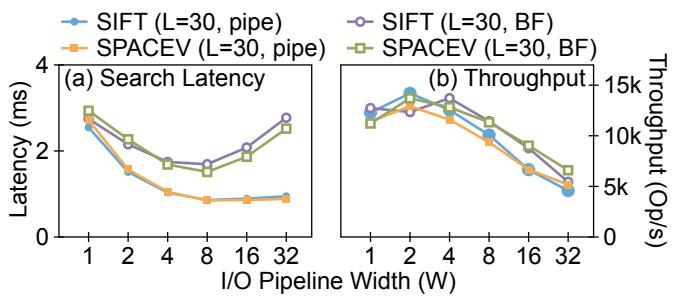 SIFT (L=30, pipe) SIFT (L=30, BF)
SPACEV (L=30, pipe) SPACEV (L=30, BF)
(a) Search Latency (b) Throughput
Latency (ms)
4
2
0
Throughput (Op/s)
15k
10k
5k
0
1 2 4 8 16 32 1 2 4 8 16 32
I/O Pipeline Width (W)